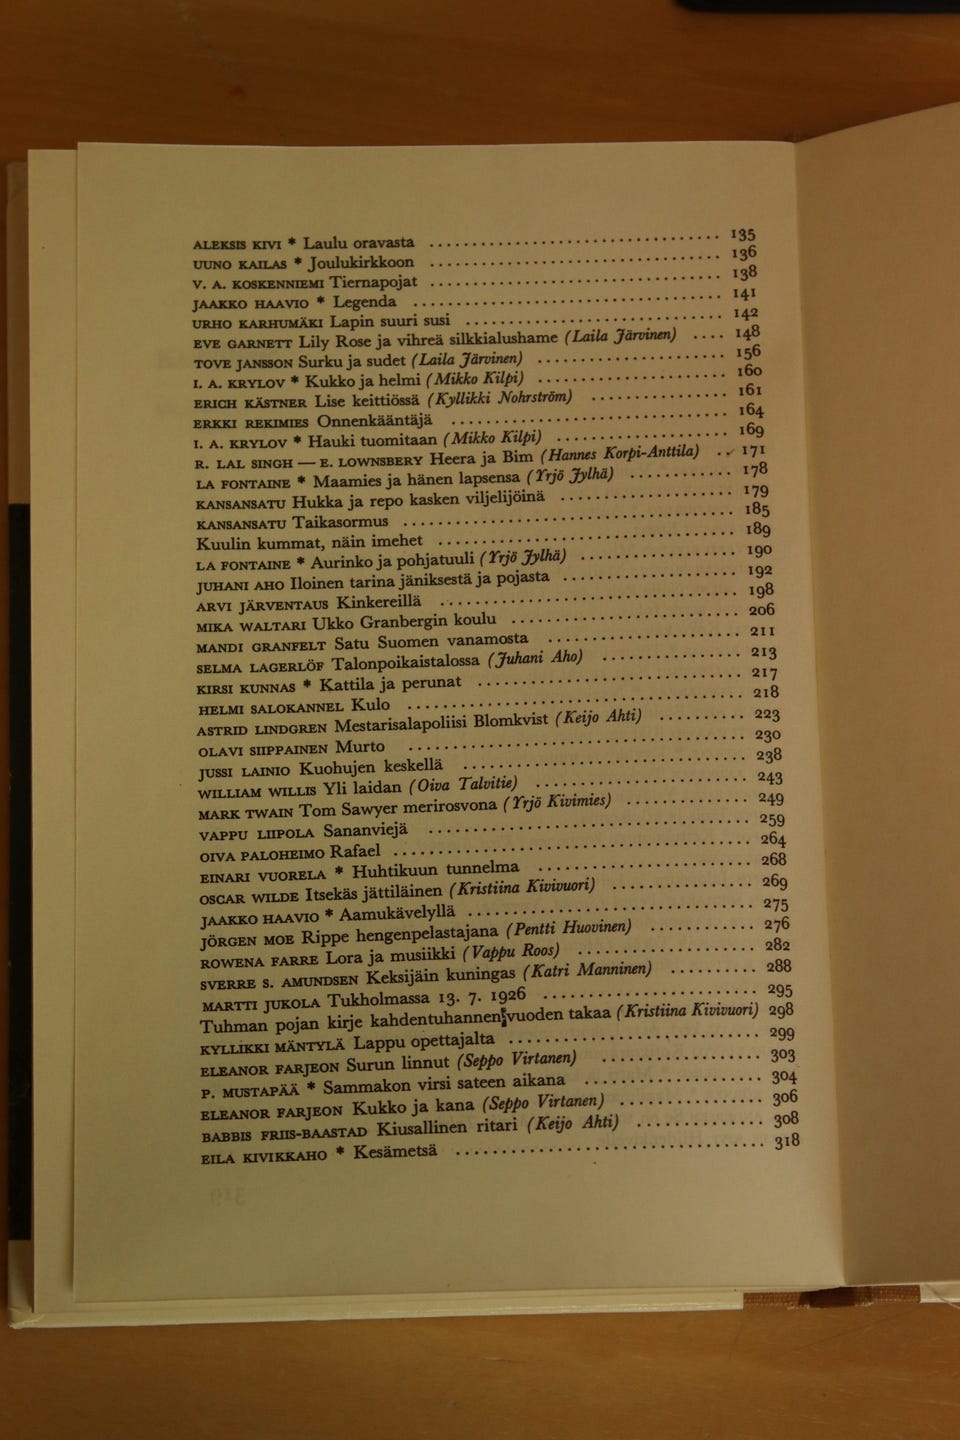 ALEKSIS KIVI * Laulu oravasta ................................ 135
UUNO KAILAS * Joulukirkkoon ................................ 136
V. A. KOSKENNIEMI Tiernapojat ................................ 138
JAAKKO HAAVIO * Legenda ................................ 141
URHO KARHUMÄKI Lapin suuri susi ............................ 142
EVE GARNETT Lily Rose ja vihreä silkkialushame (Laila Järvinen) .... 148
TOVE JANSSON Surku ja sudet (Laila Järvinen) .................... 156
I. A. KRYLOV * Kukko ja helmi (Mikko Kilpi) .................... 160
ERICH KÄSTNER Lise keittiössä (Kyllikki Nohrström) .............. 161
ERKKI REKIMIES Onnenkääntäjä .............................. 164
I. A. KRYLOV * Hauki tuomitaan (Mikko Kilpi) .................. 169
R. LAL SINGH — E. LOWNSBERY Heera ja Bim (Hannes Korpi-Anttila) .. 171
LA FONTAINE * Maamies ja hänen lapsensa (Yrjö Jylhä) ............ 178
KANSANSATU Hukka ja repo kasken viljelijöinä .................. 179
KANSANSATU Taikasormus .................................. 185
Kuulin kummat, näin imehet ................................ 189
LA FONTAINE * Aurinko ja pohjatuuli (Yrjö Jylhä) ................ 190
JUHANI AHO Iloinen tarina jäniksestä ja pojasta .................. 192
ARVI JÄRVENTAUS Kinkereillä ................................ 198
MIKA WALTARI Ukko Granbergin koulu ........................ 206
MANDI GRANFELT Satu Suomen vanamosta .................... 211
SELMA LAGERLÖF Talonpoikaistalossa (Juhani Aho) .............. 213
KIRSI KUNNAS * Kattila ja perunat ............................ 217
HELMI SALOKANNEL Kulo .................................. 218
ASTRID LINDGREN Mestarisalapoliisi Blomkvist (Keijo Ahti) .......... 223
OLAVI SIIPPAINEN Murto .................................. 230
JUSSI LAINIO Kuohujen keskellä .............................. 238
WILLIAM WILLIS Yli laidan (Oiva Talvitie) ...................... 243
MARK TWAIN Tom Sawyer merirosvona (Yrjö Kivimies) ............ 249
VAPPU LIIPOLA Sananviejä .................................. 259
OIVA PALOHEIMO Rafael .................................... 264
EINARI VUORELA * Huhtikuun tunnelma ...................... 268
OSCAR WILDE Itsekäs jättiläinen (Kristiina Kivivuori) .............. 269
JAAKKO HAAVIO * Aamukävelyllä ............................ 275
JÖRGEN MOE Rippe hengenpelastajana (Pentti Huovinen) .......... 276
ROWENA FARRE Lora ja musiikki (Vappu Roos) .................. 282
SVERRE S. AMUNDSEN Keksijäin kuningas (Katri Manninen) ........ 288
MARTTI JUKOLA Tukholmassa 13. 7. 1926 ...................... 295
Tuhman pojan kirje kahdentuhannen vuoden takaa (Kristiina Kivivuori) 298
KYLLIKKI MÄNTYLÄ Lappu opettajalta ........................ 299
ELEANOR FARJEON Surun linnut (Seppo Virtanen) ................ 303
P. MUSTAPÄÄ * Sammakon virsi sateen aikana .................. 304
ELEANOR FARJEON Kukko ja kana (Seppo Virtanen) .............. 306
BABBIS FRIIS-BAASTAD Kiusallinen ritari (Keijo Ahti) ............ 308
EILA KIVIKKAHO * Kesämetsä .............................. 318